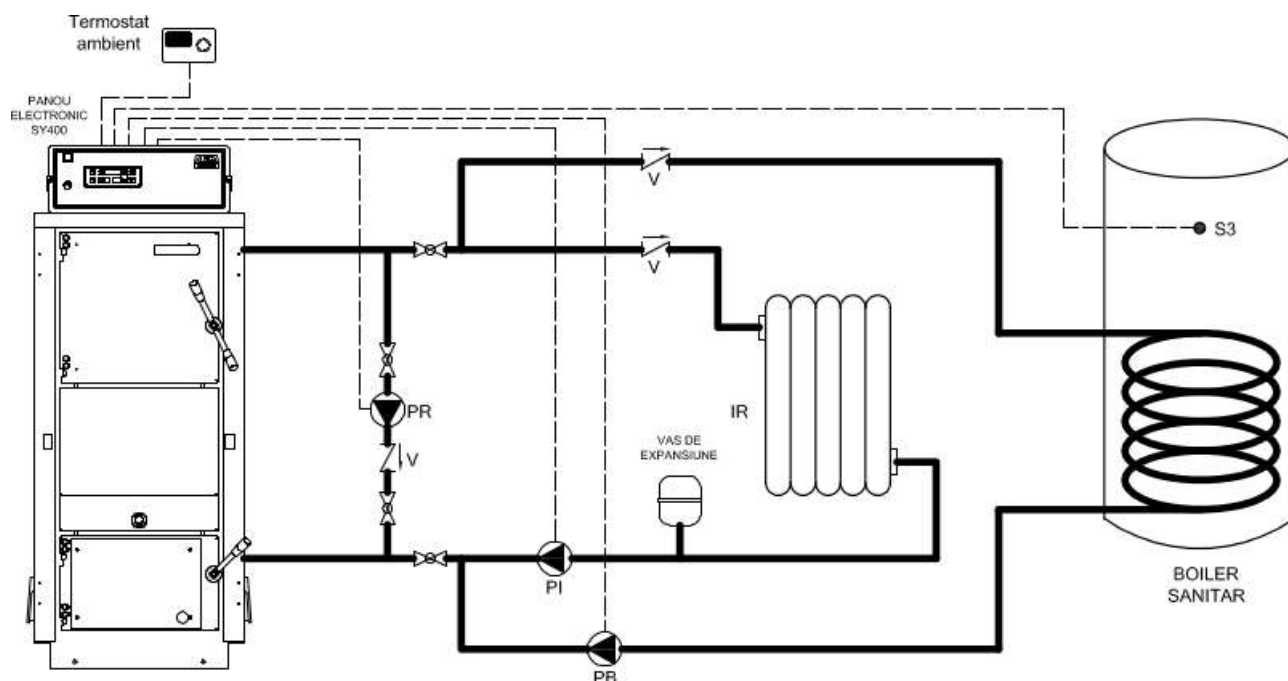 Termostat
ambient
PANOU
ELECTRONIC
SY400
V
V
S3
PR
IR
V
VAS DE
EXPANSIUNE
PI
BOILER
SANITAR
PB